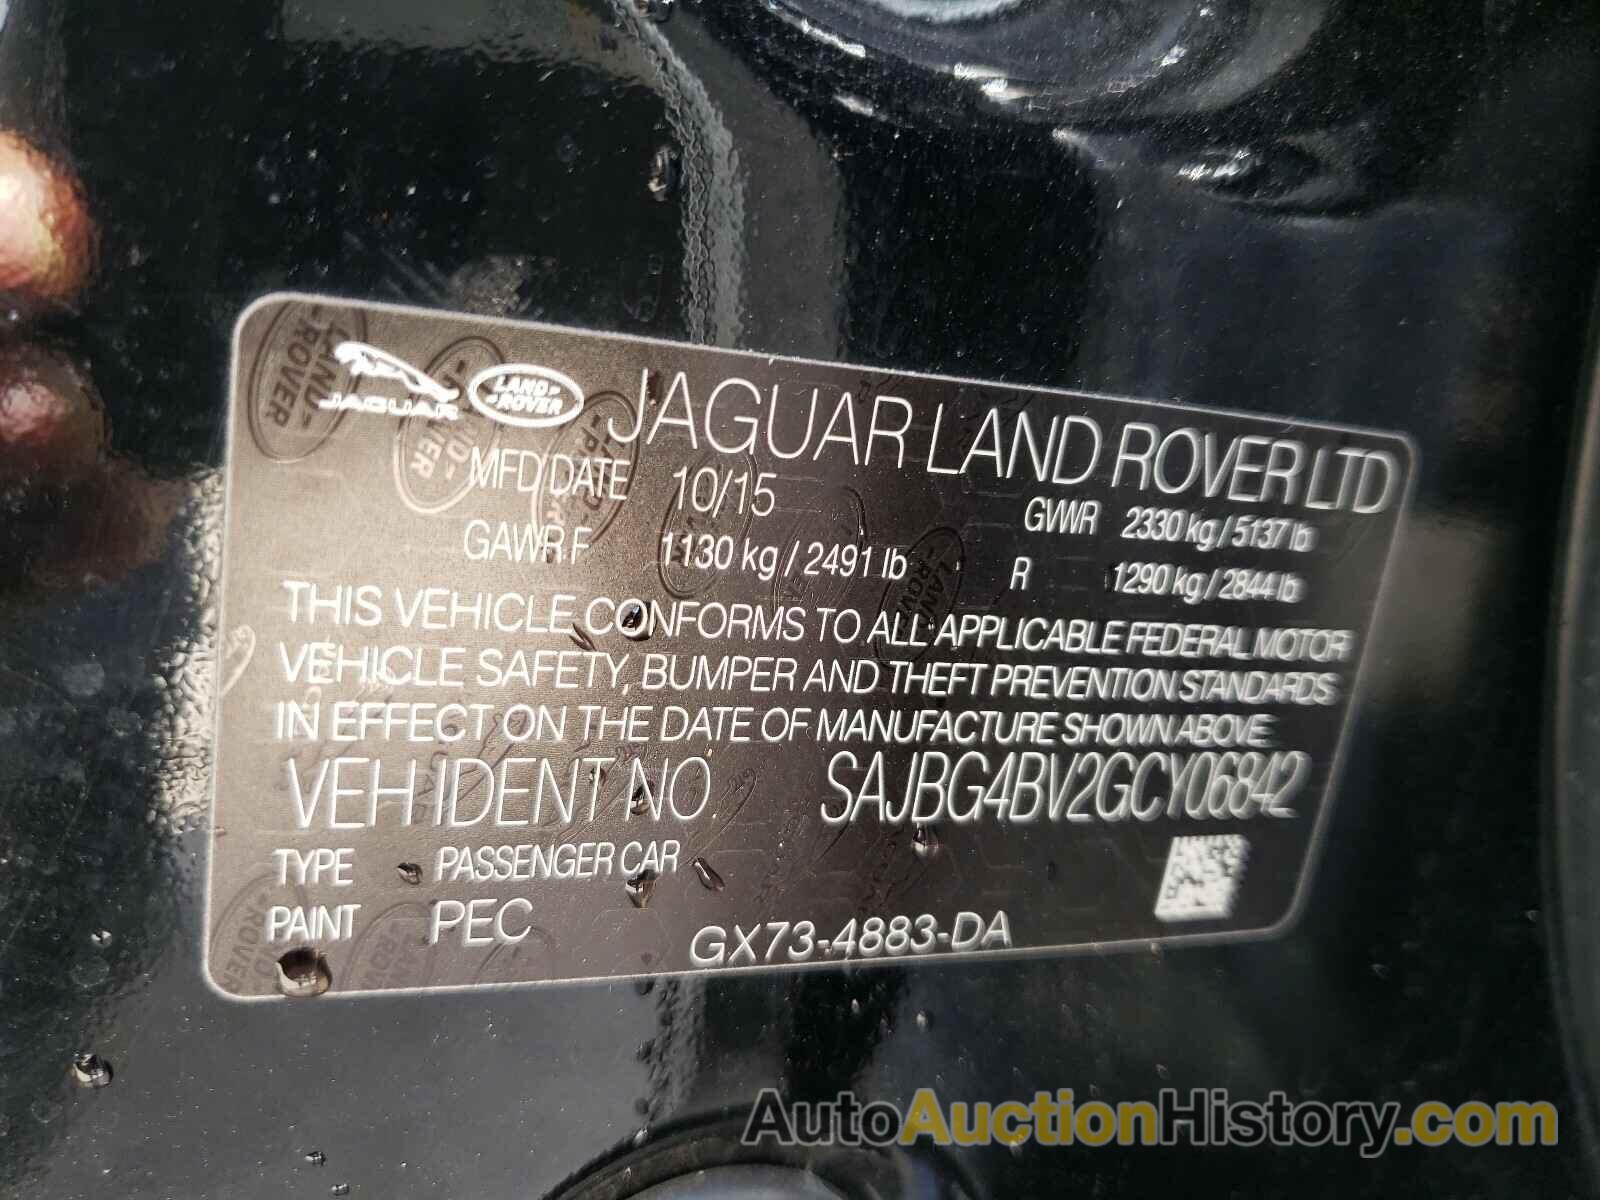 JAGUAR LAND ROVER JAGUAR LAND ROVER LTD
MFD DATE 10/15 GVWR 2330 kg / 5137 lb
GAWR F 1130 kg / 2491 lb R 1290 kg / 2844 lb
THIS VEHICLE CONFORMS TO ALL APPLICABLE FEDERAL MOTOR
VEHICLE SAFETY, BUMPER AND THEFT PREVENTION STANDARDS
IN EFFECT ON THE DATE OF MANUFACTURE SHOWN ABOVE.
VEH IDENT NO. SAJBG4BV2GCY06842
TYPE PASSENGER CAR
PAINT PEC
GX73-4883-DA
AutoAuctionHistory.com